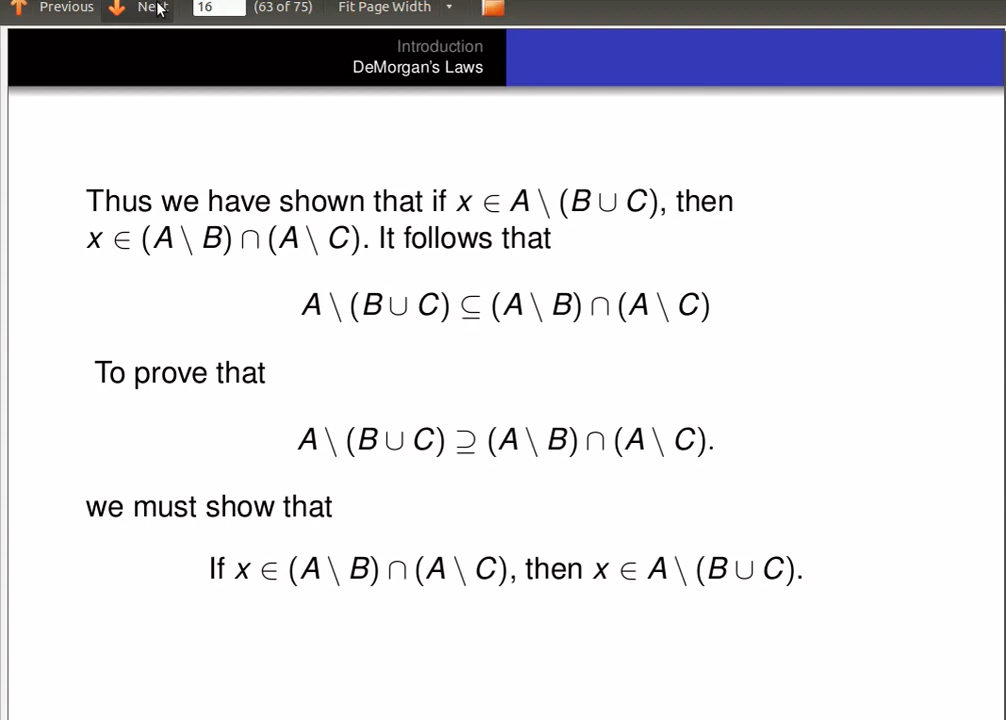 Previous Next 16 (63 of 75) Fit Page Width
Introduction
DeMorgan's Laws
Thus we have shown that if x ∈ A \ (B ∪ C), then
x ∈ (A \ B) ∩ (A \ C). It follows that
A \ (B ∪ C) ⊆ (A \ B) ∩ (A \ C)
To prove that
A \ (B ∪ C) ⊇ (A \ B) ∩ (A \ C).
we must show that
If x ∈ (A \ B) ∩ (A \ C), then x ∈ A \ (B ∪ C).